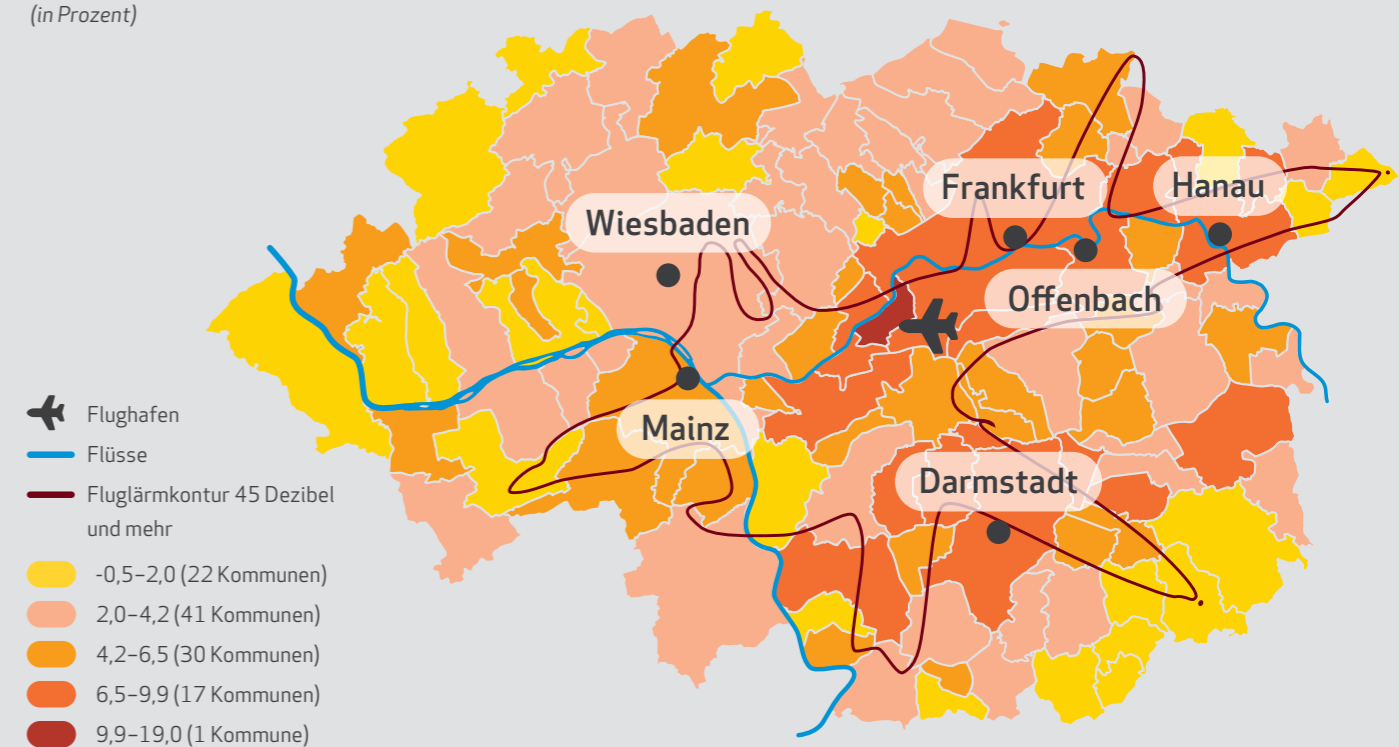 (in Prozent)
Frankfurt
Hanau
Wiesbaden
Offenbach
Mainz
Darmstadt
Flughafen
Flüsse
Fluglärmkontur 45 Dezibel
und mehr
-0,5–2,0 (22 Kommunen)
2,0–4,2 (41 Kommunen)
4,2–6,5 (30 Kommunen)
6,5–9,9 (17 Kommunen)
9,9–19,0 (1 Kommune)